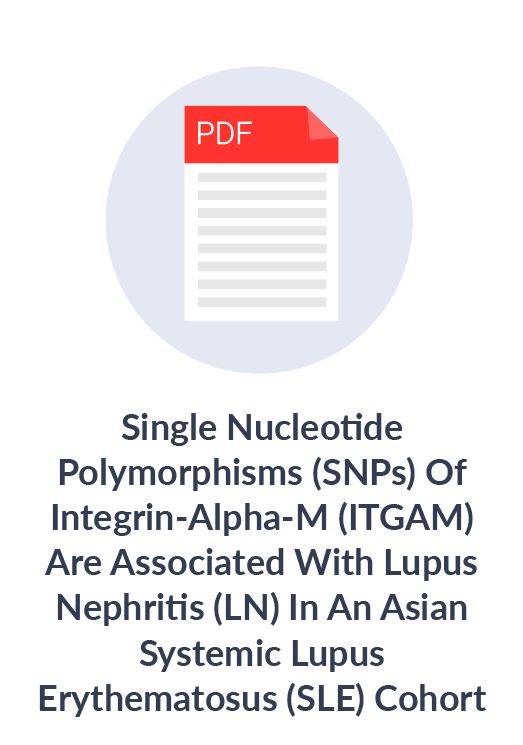 PDF
Single Nucleotide
Polymorphisms (SNPs) Of
Integrin-Alpha-M (ITGAM)
Are Associated With Lupus
Nephritis (LN) In An Asian
Systemic Lupus
Erythematosus (SLE) Cohort